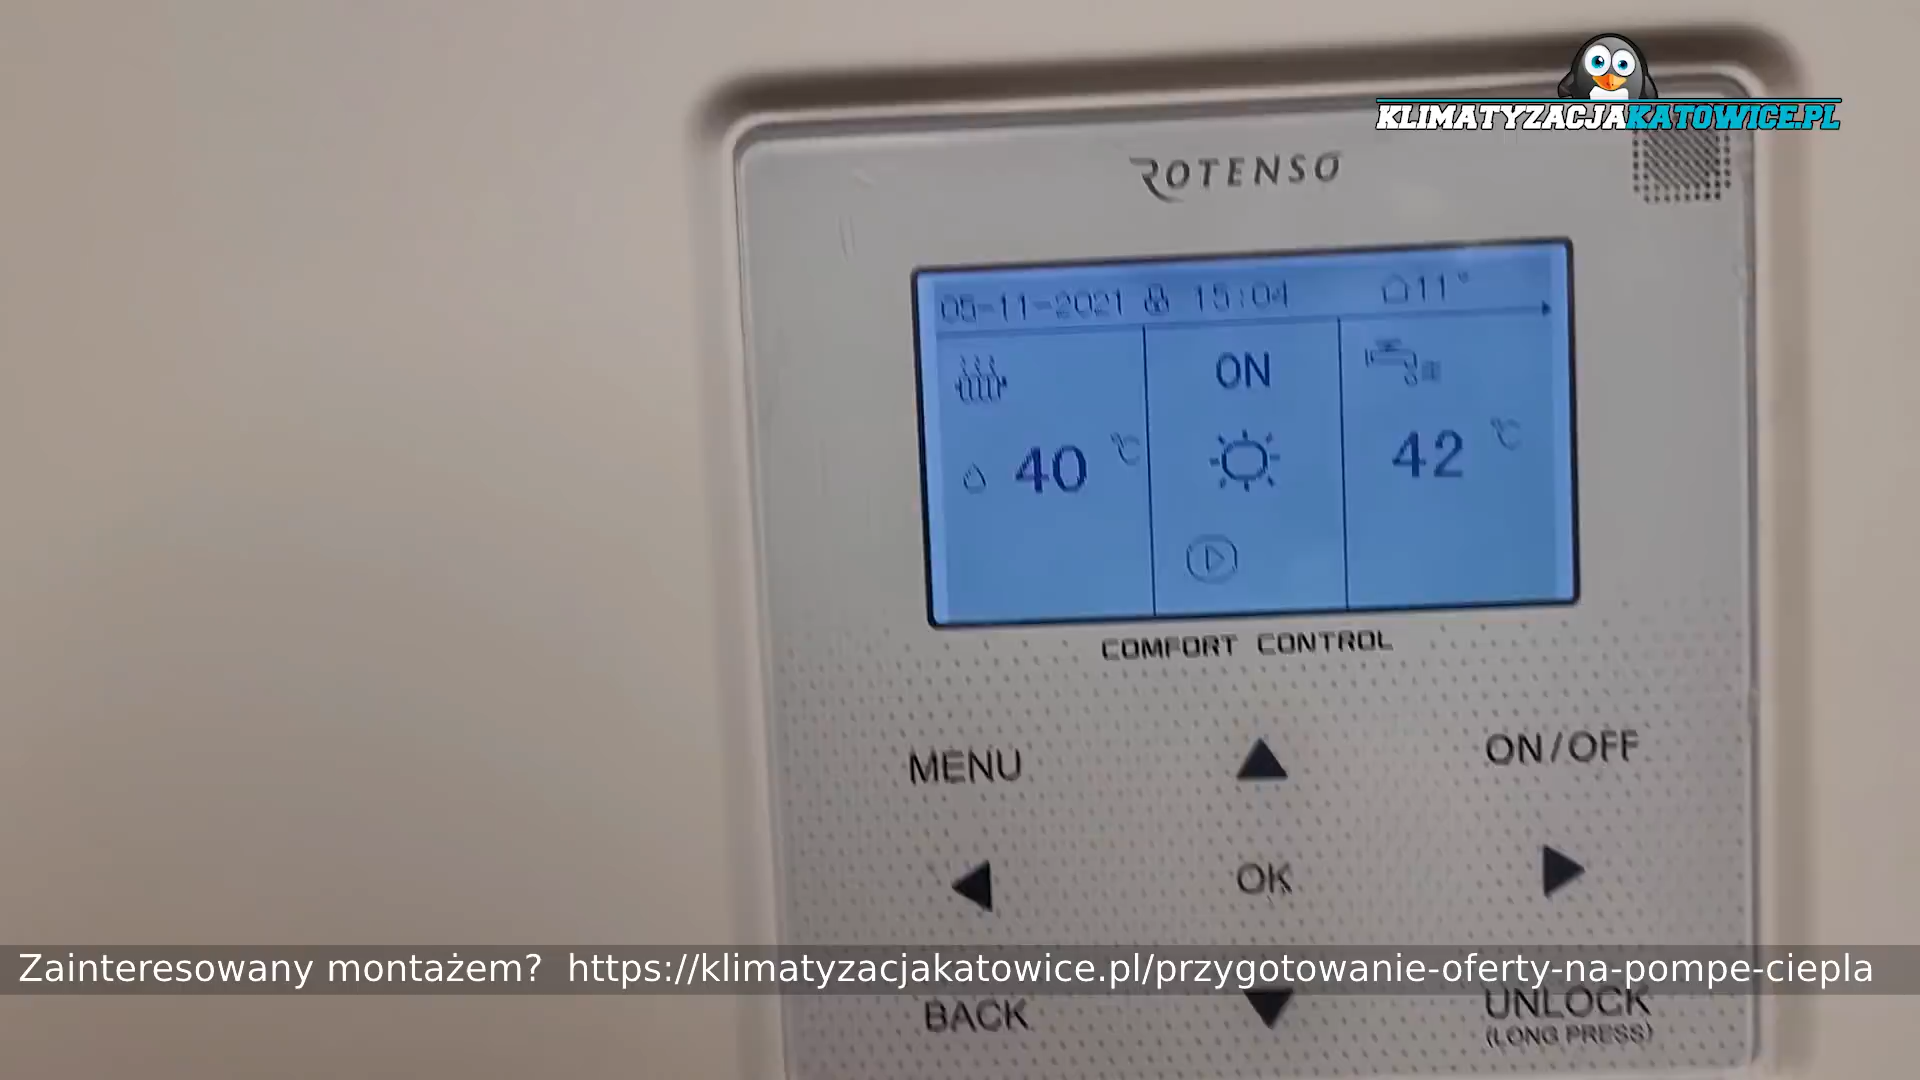 KLIMATYZACJAKATOWICE.PL
ROTENSO
05-11-2021 15:04 11°
ON
40 °C
42 °C
COMFORT CONTROL
MENU
ON/OFF
OK
Zainteresowany montażem? https://klimatyzacjakatowice.pl/przygotowanie-oferty-na-pompe-ciepla
BACK
UNLOCK
(LONG PRESS)